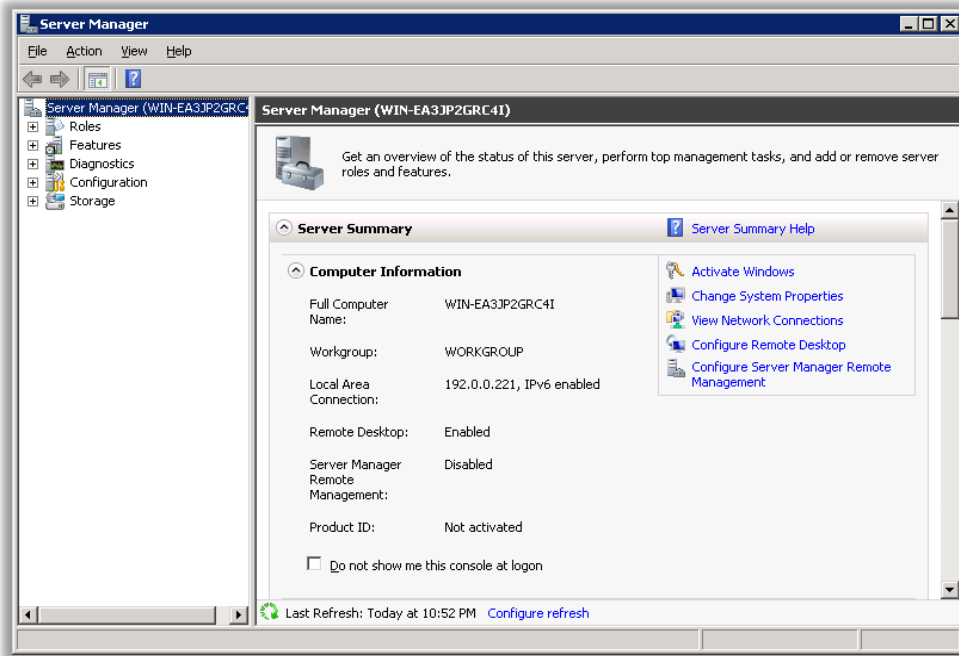 Server Manager
File Action View Help
Server Manager (WIN-EA3JP2GRC4
Roles
Features
Diagnostics
Configuration
Storage
Server Manager (WIN-EA3JP2GRC4I)
Get an overview of the status of this server, perform top management tasks, and add or remove server
roles and features.
Server Summary
Server Summary Help
Computer Information
Full Computer
Name:
WIN-EA3JP2GRC4I
Workgroup:
WORKGROUP
Local Area
Connection:
192.0.0.221, IPv6 enabled
Remote Desktop:
Enabled
Server Manager
Remote
Management:
Disabled
Product ID:
Not activated
Do not show me this console at logon
Activate Windows
Change System Properties
View Network Connections
Configure Remote Desktop
Configure Server Manager Remote
Management
Last Refresh: Today at 10:52 PM Configure refresh